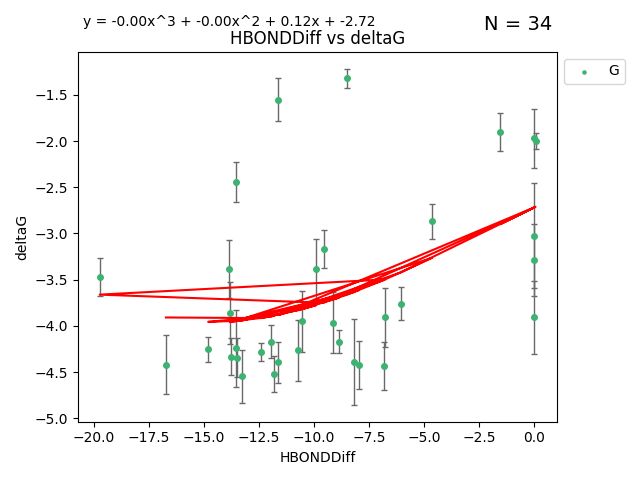 y = -0.00x^3 + -0.00x^2 + 0.12x + -2.72
N = 34
HBONDDiff vs deltaG
G
−1.5
−2.0
−2.5
−3.0
−3.5
−4.0
−4.5
−5.0
deltaG
−20.0 −17.5 −15.0 −12.5 −10.0 −7.5 −5.0 −2.5 0.0
HBONDDiff